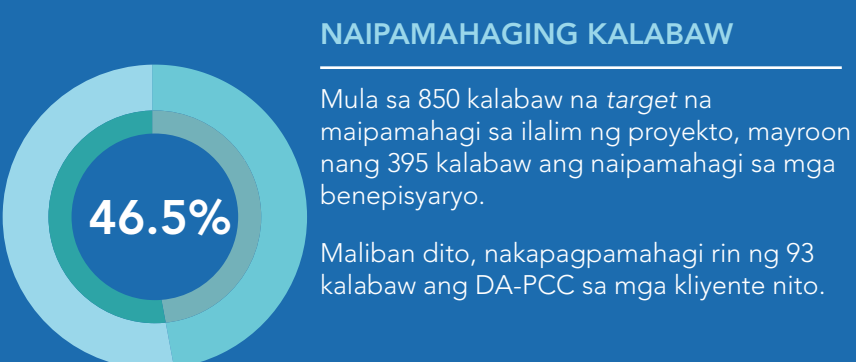 NAIPAMAHAGING KALABAW
Mula sa 850 kalabaw na target na
maipamahagi sa ilalim ng proyekto, mayroon
nang 395 kalabaw ang naipamahagi sa mga
benepisyaryo.
Maliban dito, nakapagpamahagi rin ng 93
kalabaw ang DA-PCC sa mga kliyente nito.
46.5%